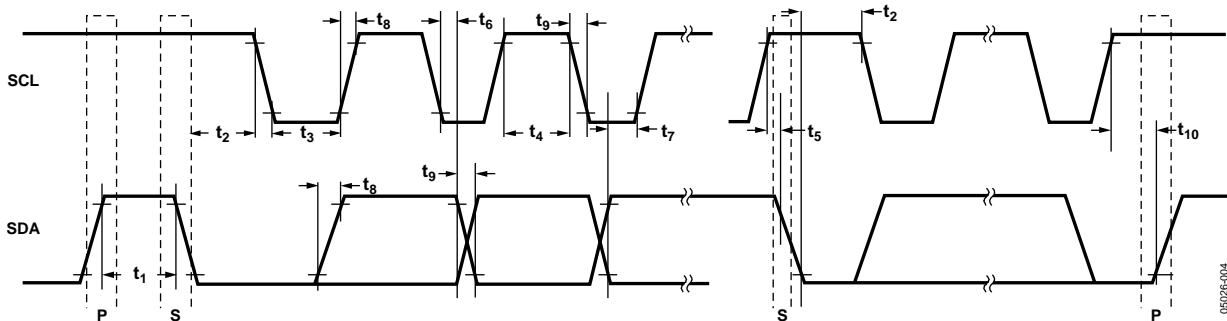 t8 t6 t9 t2
SCL
t2 t3 t4 t7 t5 t10
t9
t8
SDA
t1
P S S P
05026-004